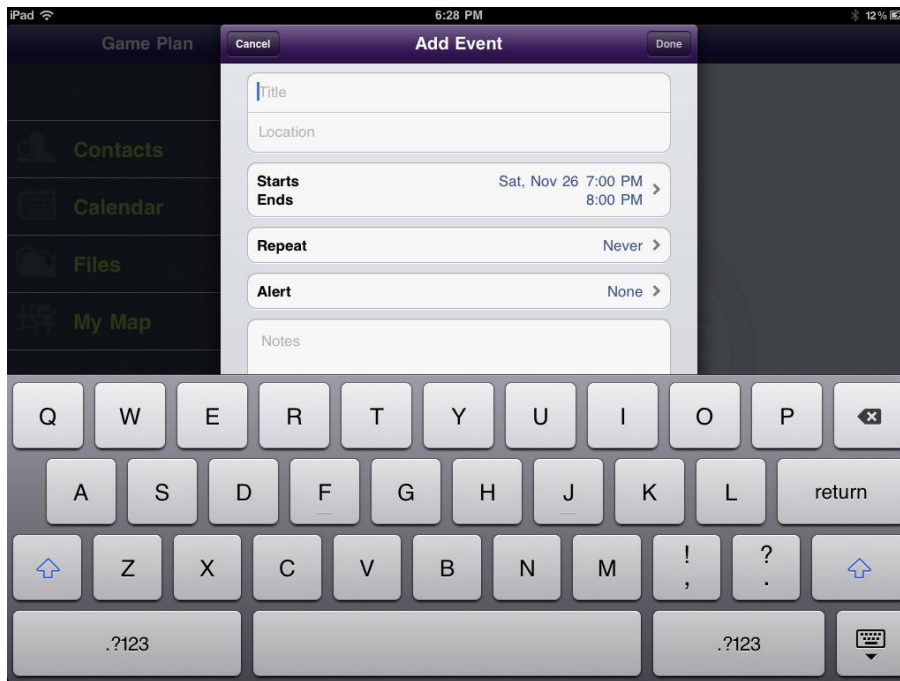 iPad 6:28 PM 12%
Game Plan Cancel Add Event Done
Title
Location
Contacts
Starts Sat, Nov 26 7:00 PM
Ends 8:00 PM
Calendar
Repeat Never
Files
Alert None
My Map
Notes
Q W E R T Y U I O P
A S D F G H J K L return
Z X C V B N M ! , ? .
.?123 .?123